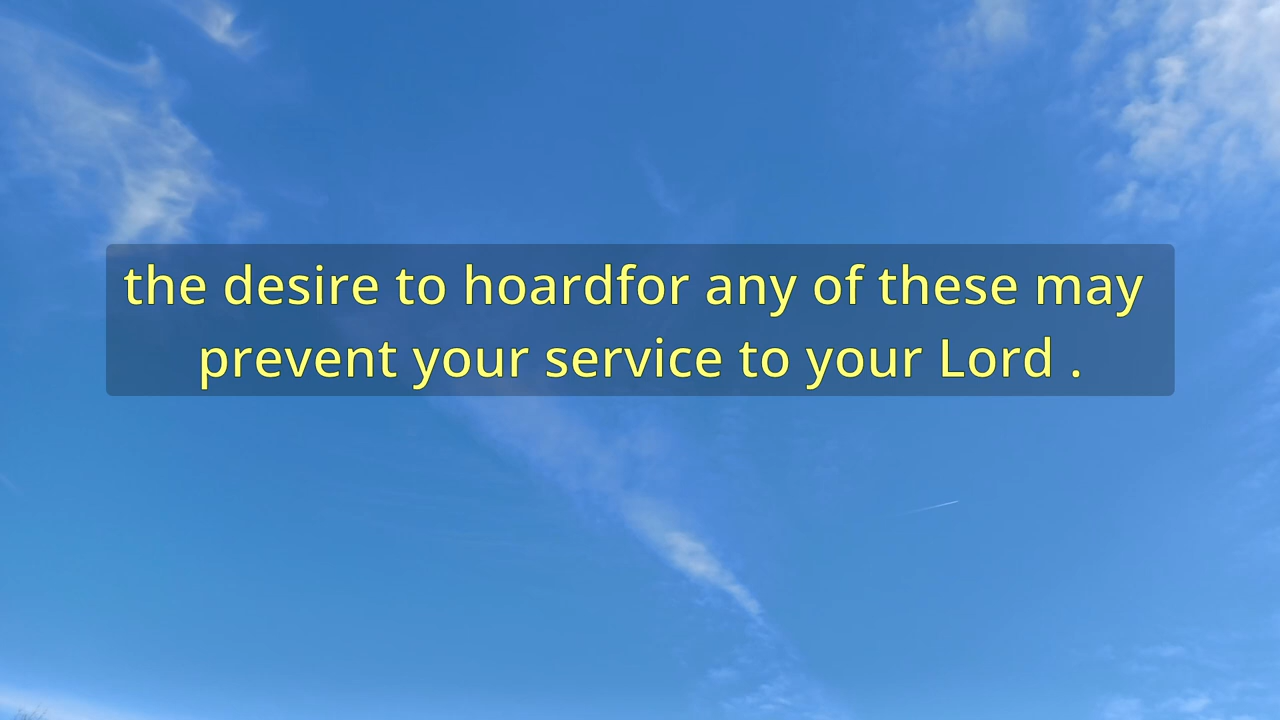 the desire to hoardfor any of these may
prevent your service to your Lord .